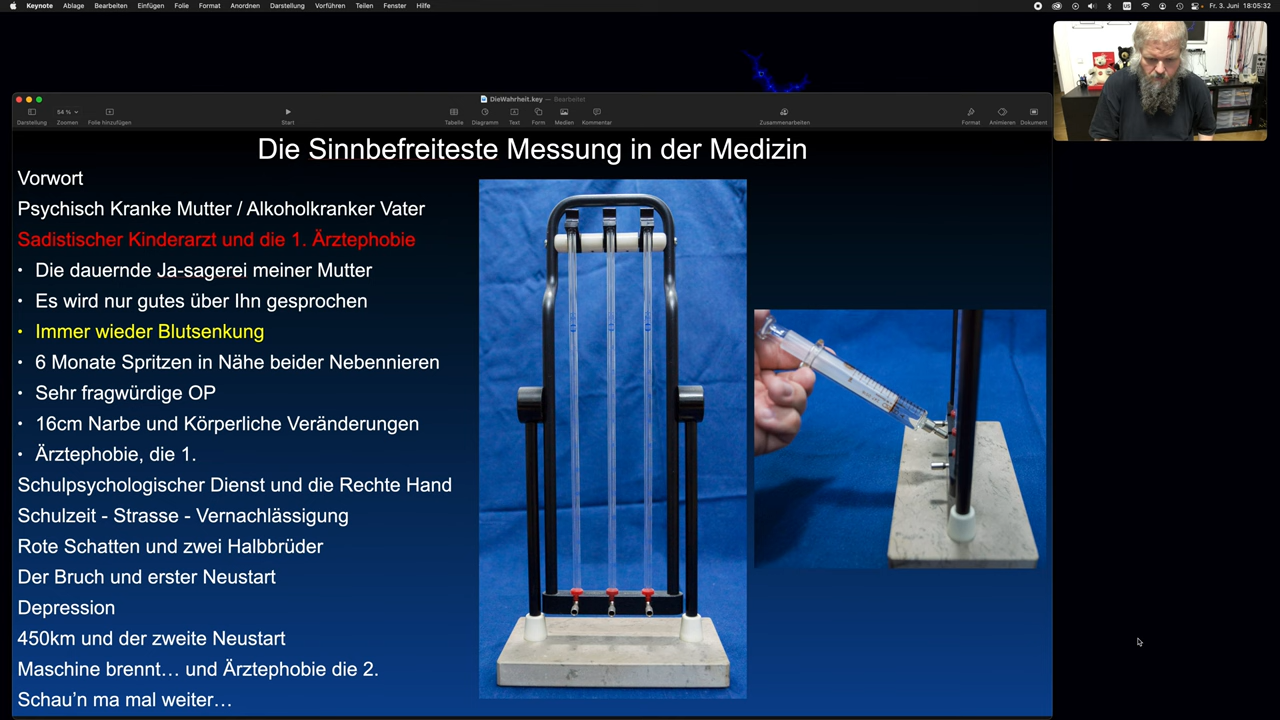 Keynote Ablage Bearbeiten Einfügen Folie Format Anordnen Darstellung Vorführen Teilen Fenster Hilfe
US Fr. 3. Juni 18:05:32
DieWahrheit.key — Bearbeitet
54 %
Darstellung Zoomen Folie hinzufügen Start Tabelle Diagramm Text Form Medien Kommentar Zusammenarbeiten Format Animieren Dokument
Die Sinnbefreiteste Messung in der Medizin
Vorwort
Psychisch Kranke Mutter / Alkoholkranker Vater
Sadistischer Kinderarzt und die 1. Ärztephobie
• Die dauernde Ja-sagerei meiner Mutter
• Es wird nur gutes über Ihn gesprochen
• Immer wieder Blutsenkung
• 6 Monate Spritzen in Nähe beider Nebennieren
• Sehr fragwürdige OP
• 16cm Narbe und Körperliche Veränderungen
• Ärztephobie, die 1.
Schulpsychologischer Dienst und die Rechte Hand
Schulzeit - Strasse - Vernachlässigung
Rote Schatten und zwei Halbbrüder
Der Bruch und erster Neustart
Depression
450km und der zweite Neustart
Maschine brennt… und Ärztephobie die 2.
Schau’n ma mal weiter…